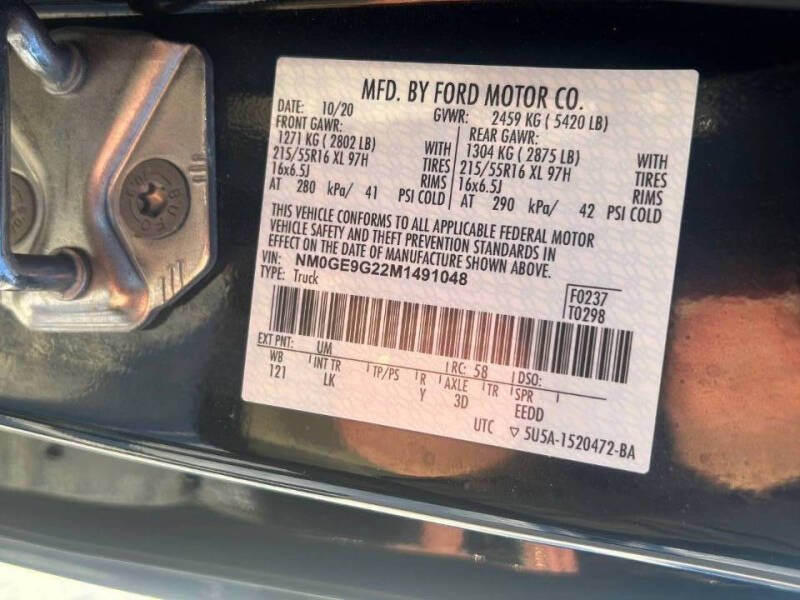 MFD. BY FORD MOTOR CO.
DATE: 10/20 GVWR: 2459 KG ( 5420 LB)
FRONT GAWR: REAR GAWR:
1271 KG ( 2802 LB) WITH 1304 KG ( 2875 LB) WITH
215/55R16 XL 97H TIRES 215/55R16 XL 97H TIRES
16x6.5J RIMS 16x6.5J RIMS
AT 280 kPa/ 41 PSI COLD AT 290 kPa/ 42 PSI COLD
THIS VEHICLE CONFORMS TO ALL APPLICABLE FEDERAL MOTOR
VEHICLE SAFETY AND THEFT PREVENTION STANDARDS IN
EFFECT ON THE DATE OF MANUFACTURE SHOWN ABOVE.
VIN: NM0GE9G22M1491048
TYPE: Truck
F0237
T0298
EXT PNT: UM RC: 58 DSO:
WB INT TR TP/PS R AXLE TR SPR
121 LK Y 3D EEDD
UTC ▽ 5U5A-1520472-BA